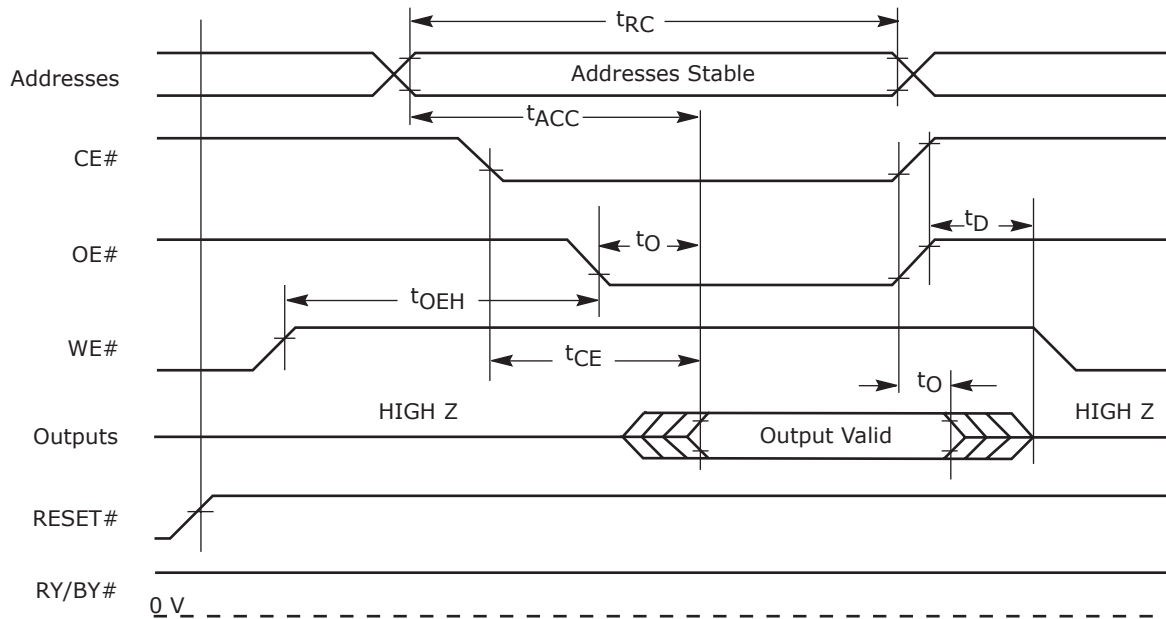 tRC
Addresses
Addresses Stable
tACC
CE#
tD
OE#
tO
tOEH
WE#
tCE
tO
HIGH Z
HIGH Z
Outputs
Output Valid
RESET#
RY/BY#
0 V